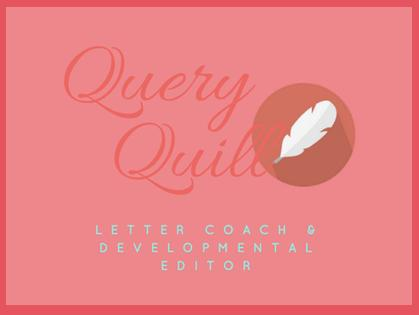 Query
Quill
LETTER COACH &
DEVELOPMENTAL
EDITOR